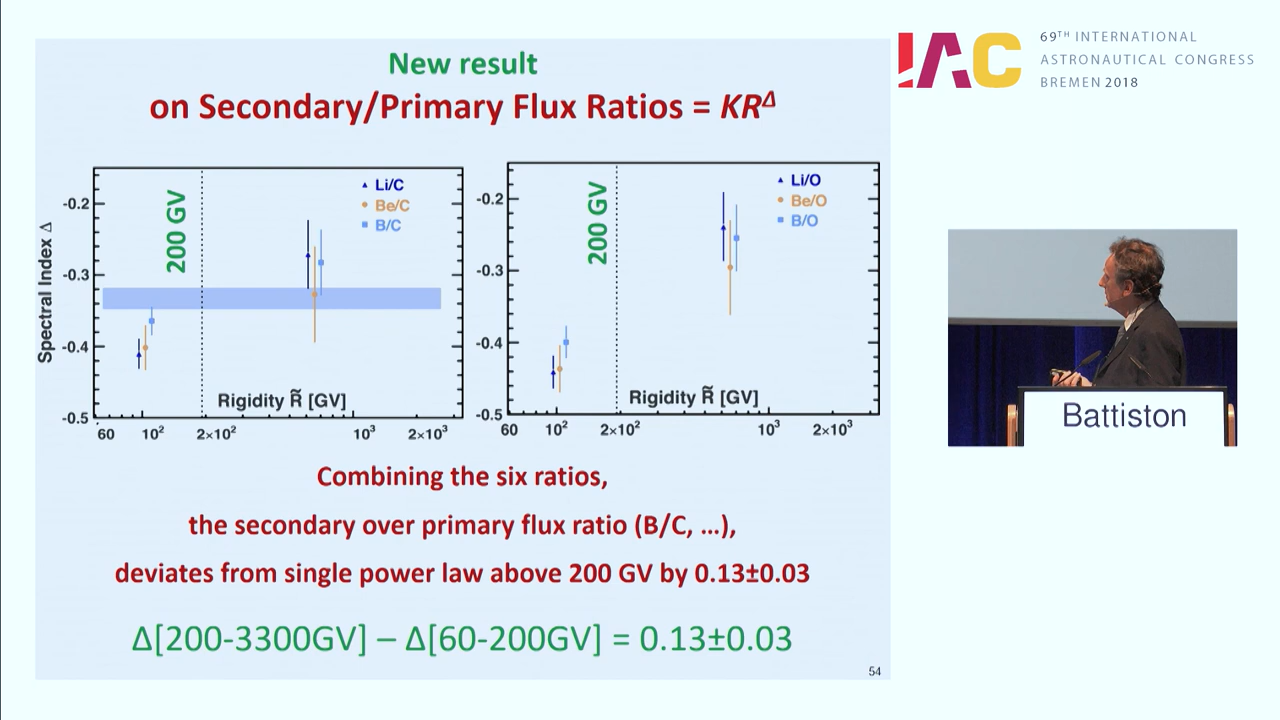 New result
on Secondary/Primary Flux Ratios = KR^Δ
Spectral Index Δ
-0.2
-0.3
-0.4
-0.5
200 GV
Li/C
Be/C
B/C
Rigidity R̃ [GV]
60
10²
2×10²
10³
2×10³
-0.2
-0.3
-0.4
-0.5
200 GV
Li/O
Be/O
B/O
Rigidity R̃ [GV]
60
10²
2×10²
10³
2×10³
Combining the six ratios,
the secondary over primary flux ratio (B/C, ...),
deviates from single power law above 200 GV by 0.13±0.03
Δ[200-3300GV] – Δ[60-200GV] = 0.13±0.03
54
IAC
69TH INTERNATIONAL
ASTRONAUTICAL CONGRESS
BREMEN 2018
Battiston